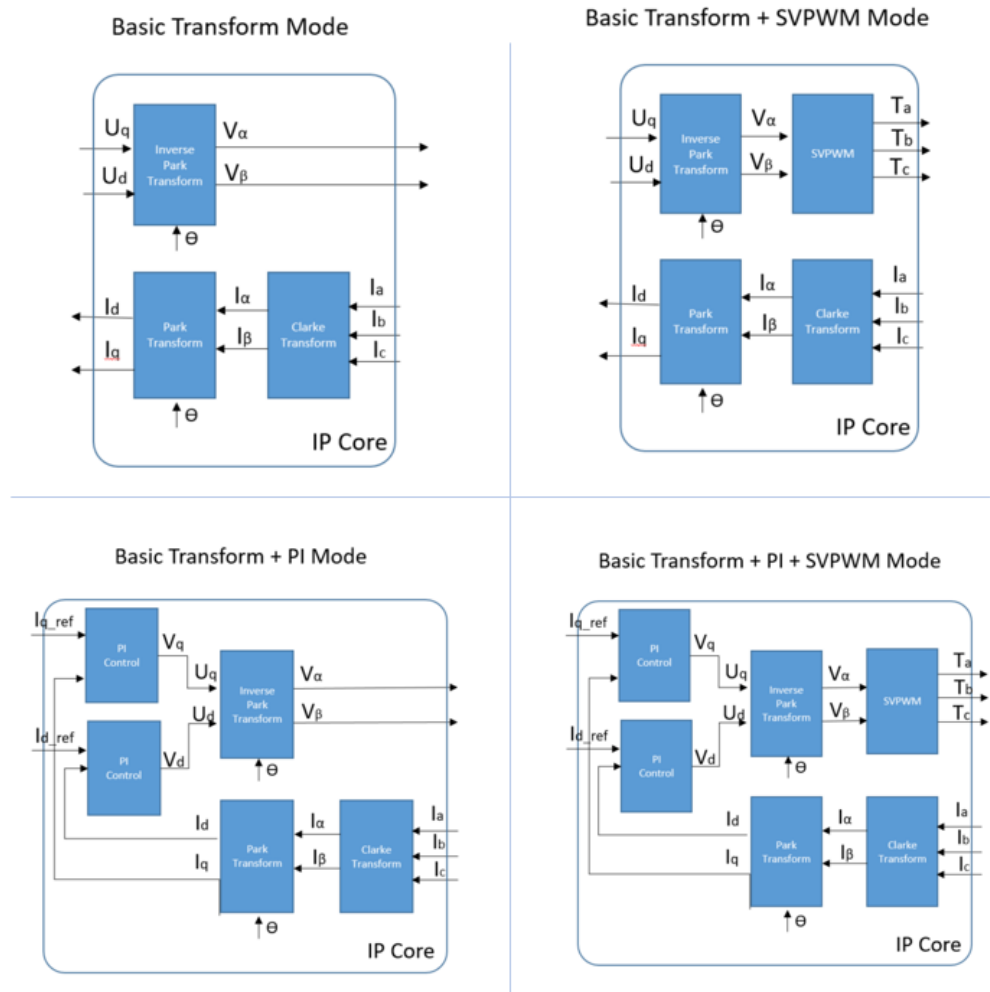 Basic Transform Mode
Uq
Ud
Inverse
Park
Transform
Vα
Vβ
ϴ
Id
Iq
Park
Transform
Iα
Iβ
Clarke
Transform
Ia
Ib
Ic
ϴ
IP Core
Basic Transform + SVPWM Mode
Uq
Ud
Inverse
Park
Transform
Vα
Vβ
SVPWM
Ta
Tb
Tc
ϴ
Id
Iq
Park
Transform
Iα
Iβ
Clarke
Transform
Ia
Ib
Ic
ϴ
IP Core
Basic Transform + PI Mode
Iq_ref
PI
Control
Vq
Uq
Ud
Inverse
Park
Transform
Vα
Vβ
Id_ref
PI
Control
Vd
ϴ
Id
Iq
Park
Transform
Iα
Iβ
Clarke
Transform
Ia
Ib
Ic
ϴ
IP Core
Basic Transform + PI + SVPWM Mode
Iq_ref
PI
Control
Vq
Uq
Ud
Inverse
Park
Transform
Vα
Vβ
SVPWM
Ta
Tb
Tc
Id_ref
PI
Control
Vd
ϴ
Id
Iq
Park
Transform
Iα
Iβ
Clarke
Transform
Ia
Ib
Ic
ϴ
IP Core